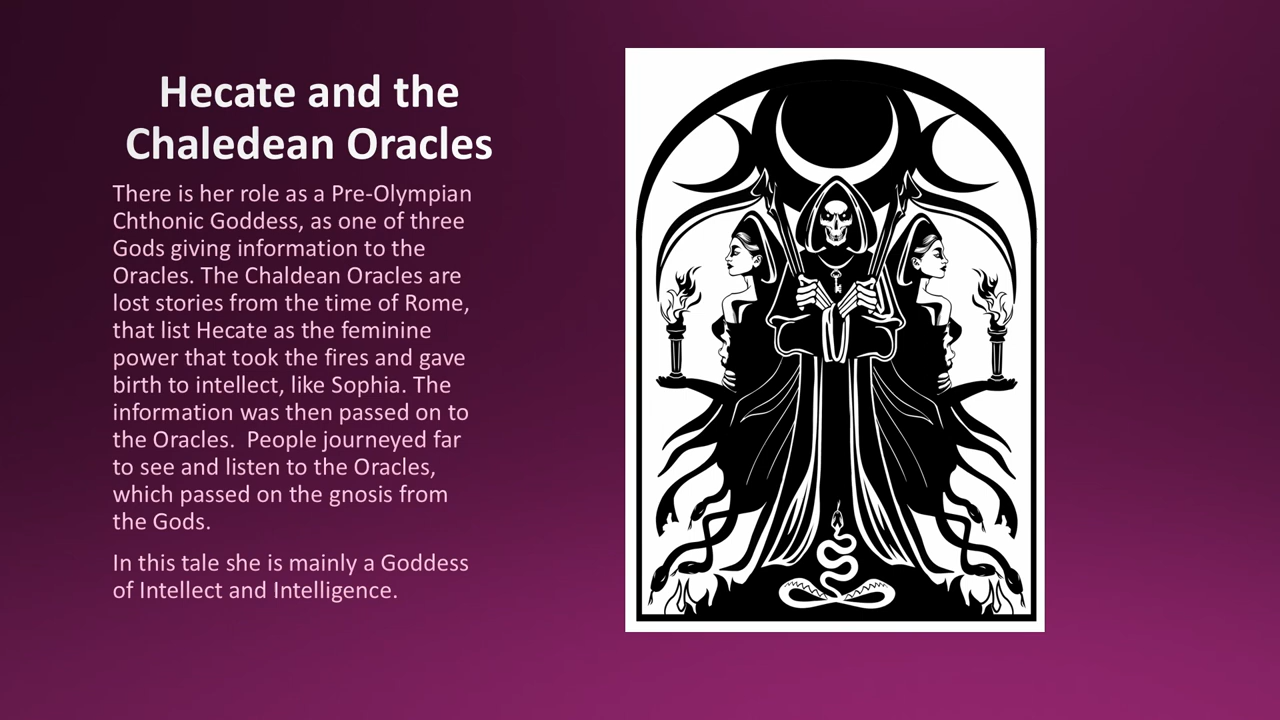 Hecate and the
Chaledean Oracles
There is her role as a Pre-Olympian
Chthonic Goddess, as one of three
Gods giving information to the
Oracles. The Chaldean Oracles are
lost stories from the time of Rome,
that list Hecate as the feminine
power that took the fires and gave
birth to intellect, like Sophia. The
information was then passed on to
the Oracles.  People journeyed far
to see and listen to the Oracles,
which passed on the gnosis from
the Gods.
In this tale she is mainly a Goddess
of Intellect and Intelligence.